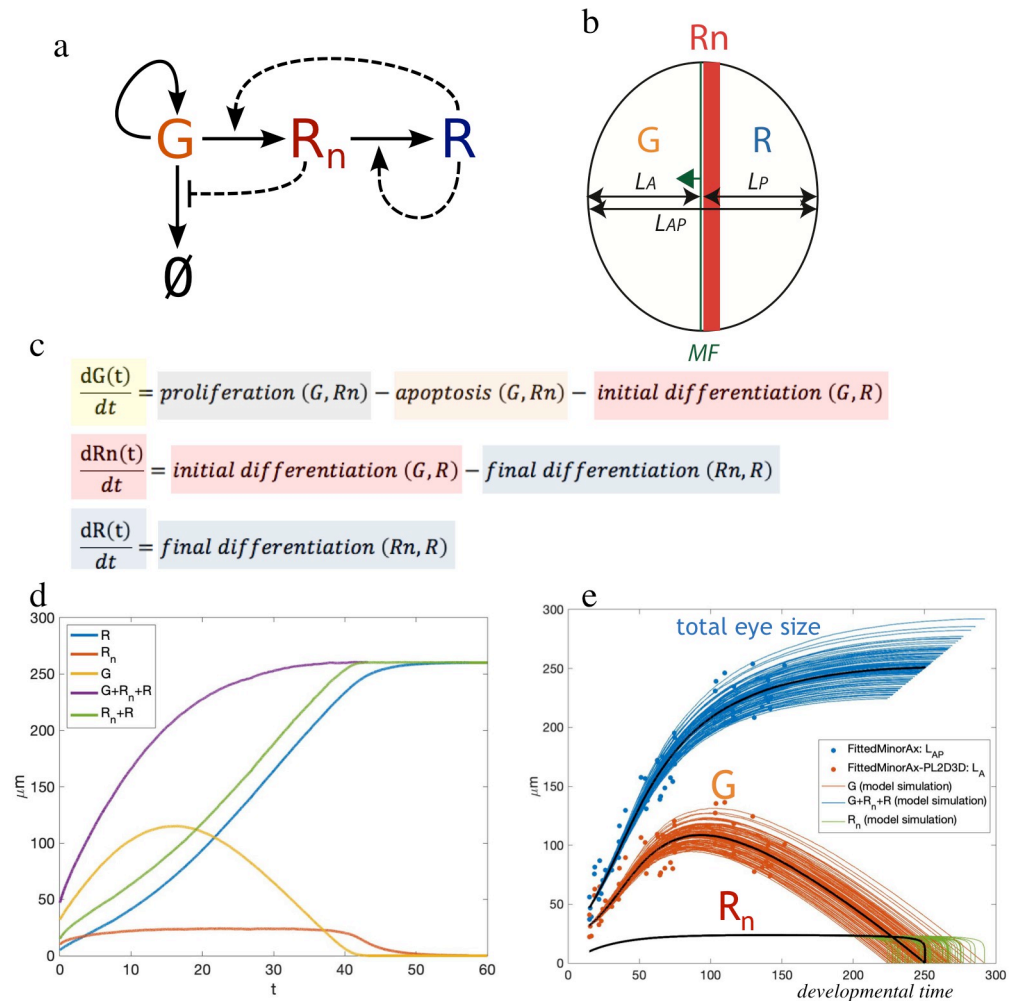 a
G
Rn
R
Ø
b
Rn
G
R
LA
LP
LAP
MF
c
dG(t)/dt = proliferation (G, Rn) − apoptosis (G, Rn) − initial differentiation (G, R)
dRn(t)/dt = initial differentiation (G, R) − final differentiation (Rn, R)
dR(t)/dt = final differentiation (Rn, R)
d
300
250
200
150
100
50
0
μm
R
Rn
G
G+Rn+R
Rn+R
0 10 20 30 40 50 60
t
e
300
250
200
150
100
50
0
μm
total eye size
G
Rn
FittedMinorAx: LAP
FittedMinorAx-PL2D3D: LA
G (model simulation)
G+Rn+R (model simulation)
Rn (model simulation)
0 50 100 150 200 250 300
developmental time